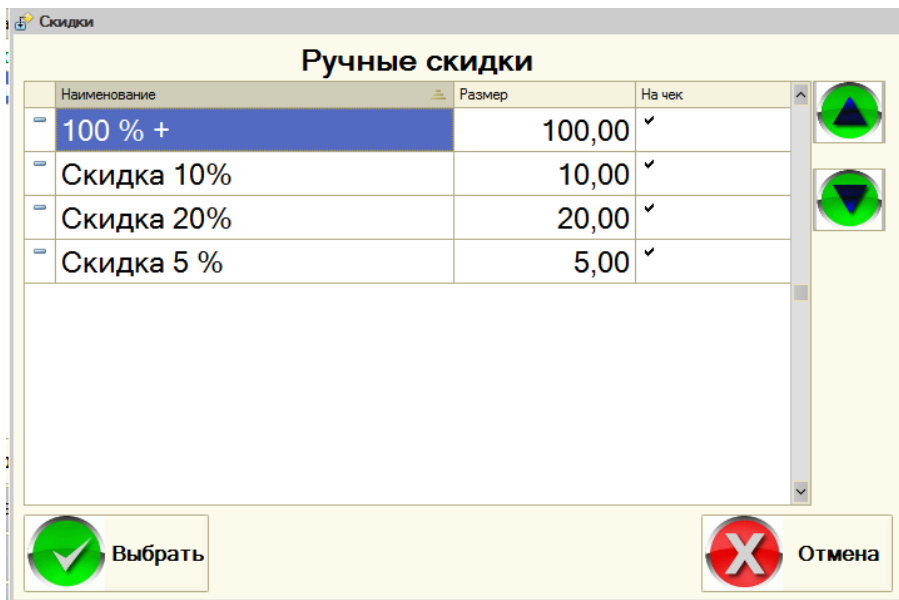 Скидки
Ручные скидки
Наименование Размер На чек
100 % + 100,00
Скидка 10% 10,00
Скидка 20% 20,00
Скидка 5 % 5,00
Выбрать Отмена